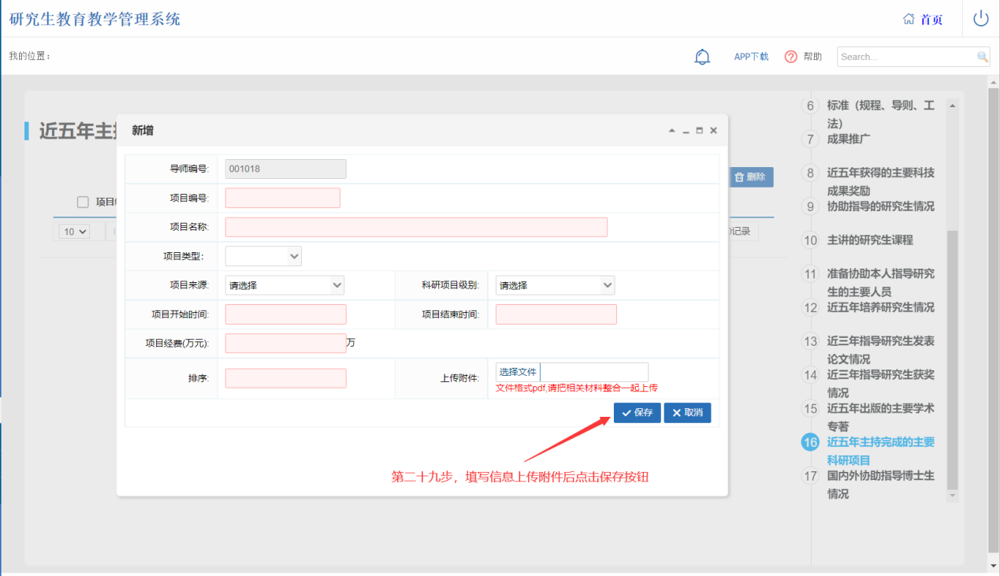 研究生教育教学管理系统
首页
我的位置：
APP下载
帮助
Search...
近五年主
新增
删除
项目
10
记录
导师编号:
001018
项目编号:
项目名称:
项目类型：
项目来源:
请选择
科研项目级别:
请选择
项目开始时间:
项目结束时间:
项目经费(万元):
万
排序:
上传附件:
选择文件
文件格式pdf,请把相关材料整合一起上传
保存
取消
第二十九步，填写信息上传附件后点击保存按钮
6
标准（规程、导则、工
法）
7
成果推广
8
近五年获得的主要科技
成果奖励
9
协助指导的研究生情况
10
主讲的研究生课程
11
准备协助本人指导研究
生的主要人员
12
近五年培养研究生情况
13
近三年指导研究生发表
论文情况
14
近三年指导研究生获奖
情况
15
近五年出版的主要学术
专著
16
近五年主持完成的主要
科研项目
17
国内外协助指导博士生
情况